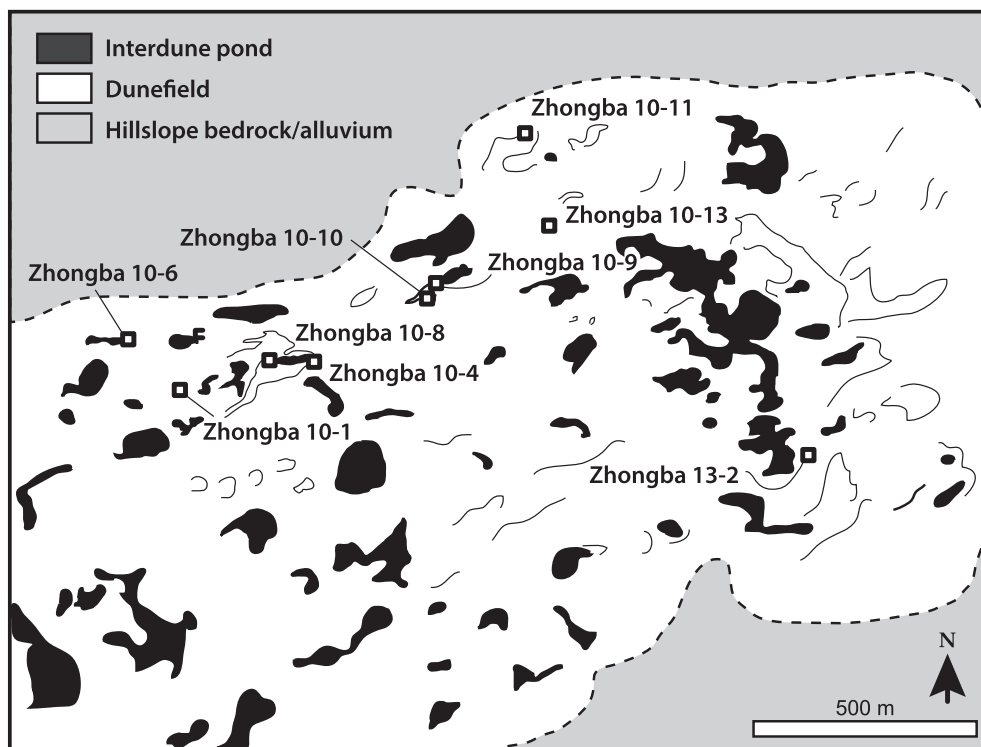 Interdune pond
Dunefield
Hillslope bedrock/alluvium
Zhongba 10-11
Zhongba 10-13
Zhongba 10-10
Zhongba 10-9
Zhongba 10-6
Zhongba 10-8
Zhongba 10-4
Zhongba 10-1
Zhongba 13-2
N
500 m